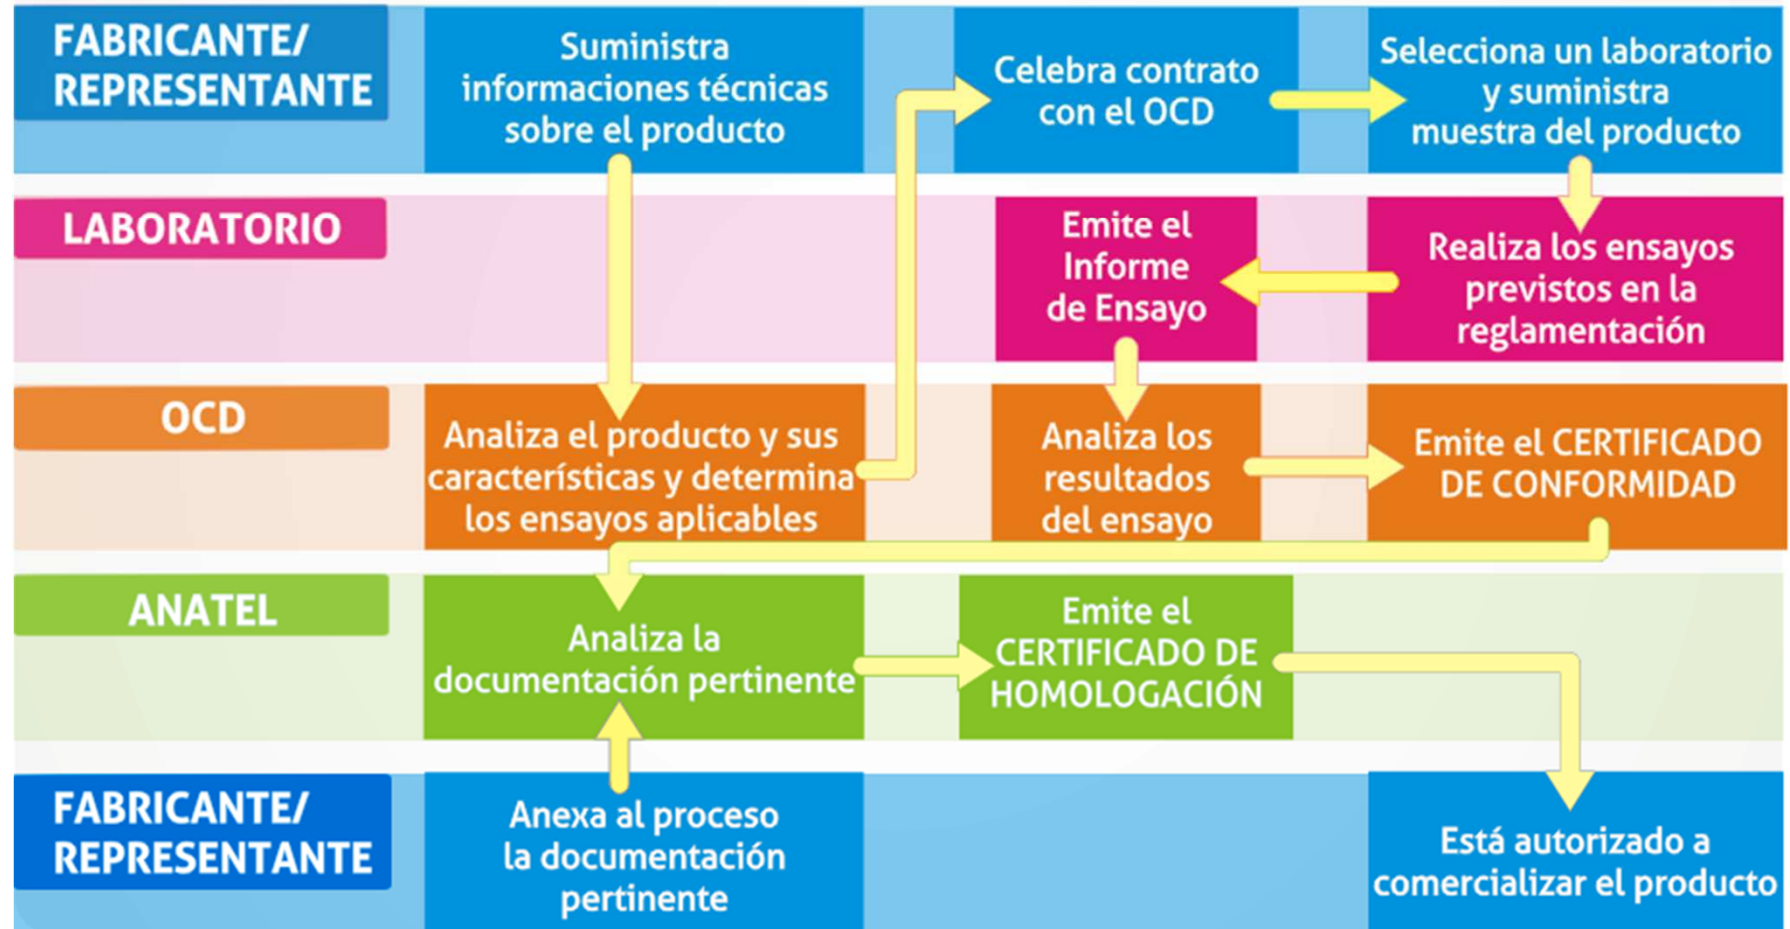 FABRICANTE/
REPRESENTANTE
Suministra
informaciones técnicas
sobre el producto
Celebra contrato
con el OCD
Selecciona un laboratorio
y suministra
muestra del producto
LABORATORIO
Emite el
Informe
de Ensayo
Realiza los ensayos
previstos en la
reglamentación
OCD
Analiza el producto y sus
características y determina
los ensayos aplicables
Analiza los
resultados
del ensayo
Emite el CERTIFICADO
DE CONFORMIDAD
ANATEL
Analiza la
documentación pertinente
Emite el
CERTIFICADO DE
HOMOLOGACIÓN
FABRICANTE/
REPRESENTANTE
Anexa al proceso
la documentación
pertinente
Está autorizado a
comercializar el producto